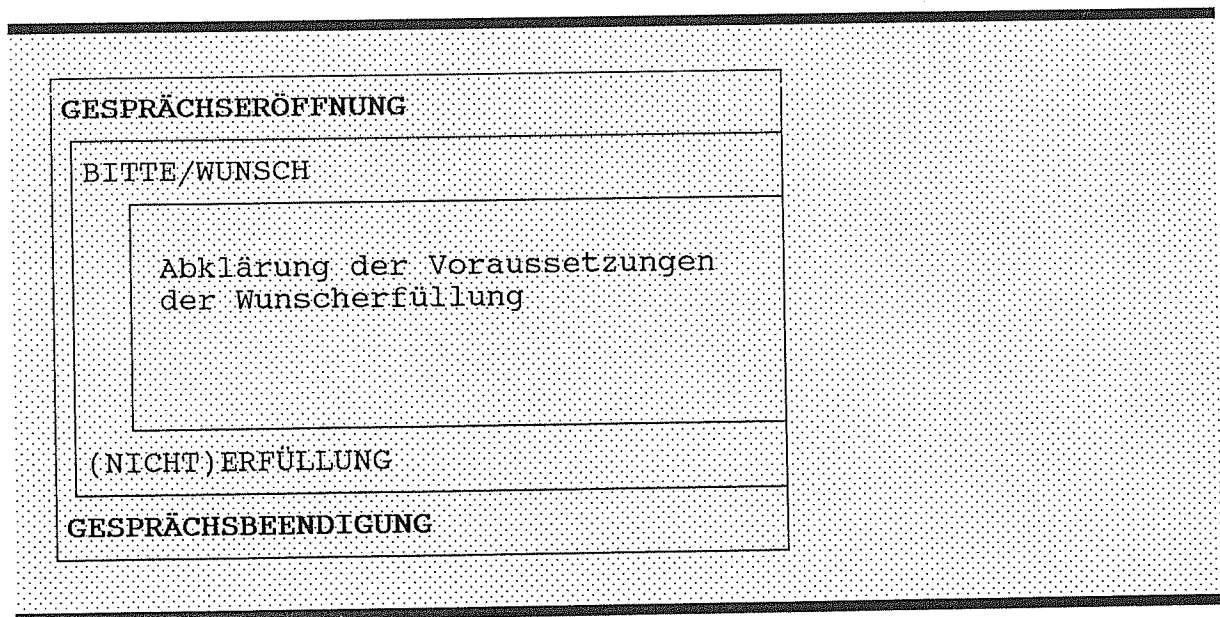 GESPRÄCHSERÖFFNUNG
BITTE/WUNSCH
Abklärung der Voraussetzungen
der Wunscherfüllung
(NICHT)ERFÜLLUNG
GESPRÄCHSBEENDIGUNG